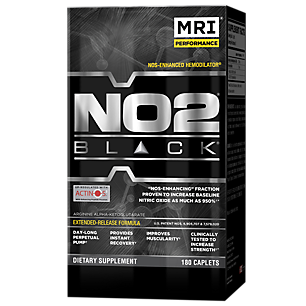 MRI
PERFORMANCE
NOS-ENHANCED HEMODILATOR®
NO2
BLACK
ACTINOS
"NOS-ENHANCING" FRACTION
PROVEN TO INCREASE BASELINE
NITRIC OXIDE AS MUCH AS 950%
ARGININE ALPHA-KETOGLUTARATE
EXTENDED-RELEASE FORMULA
DAY-LONG PERPETUAL PUMP
PROVIDES INSTANT RECOVERY
IMPROVES MUSCULARITY
CLINICALLY TESTED TO INCREASE STRENGTH
DIETARY SUPPLEMENT
180 CAPLETS